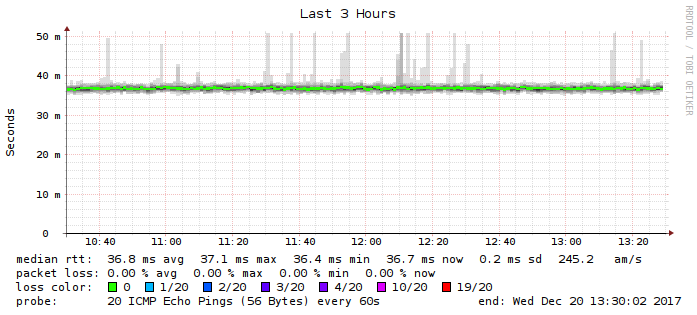 Last 3 Hours
RRDTOOL / TOBI OETIKER
Seconds
50 m
40 m
30 m
20 m
10 m
0
10:40 11:00 11:20 11:40 12:00 12:20 12:40 13:00 13:20
median rtt: 36.8 ms avg 37.1 ms max 36.4 ms min 36.7 ms now 0.2 ms sd 245.2 am/s
packet loss: 0.00 % avg 0.00 % max 0.00 % min 0.00 % now
loss color: 0 1/20 2/20 3/20 4/20 10/20 19/20
probe: 20 ICMP Echo Pings (56 Bytes) every 60s end: Wed Dec 20 13:30:02 2017